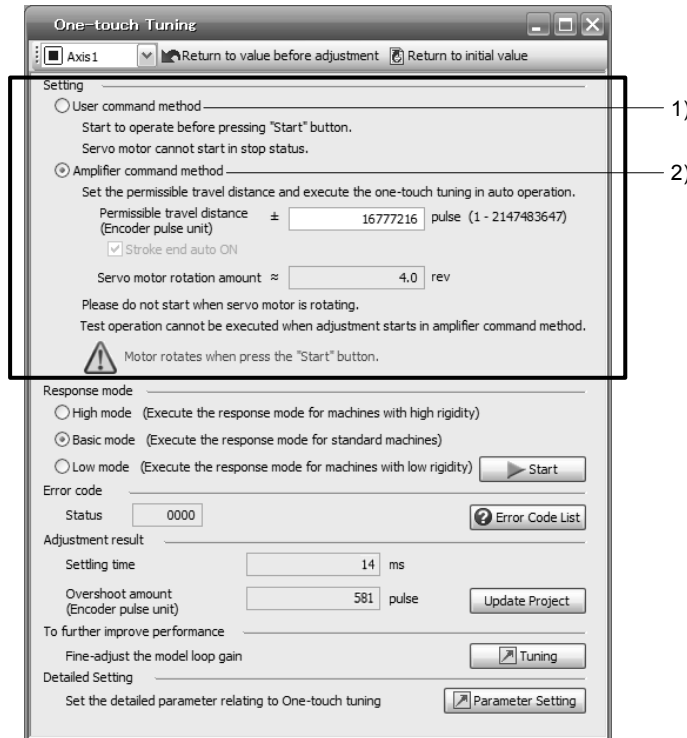 One-touch Tuning
Axis1 Return to value before adjustment Return to initial value
Setting
User command method 1)
Start to operate before pressing "Start" button.
Servo motor cannot start in stop status.
Amplifier command method 2)
Set the permissible travel distance and execute the one-touch tuning in auto operation.
Permissible travel distance ± 16777216 pulse (1 - 2147483647)
(Encoder pulse unit)
Stroke end auto ON
Servo motor rotation amount ≈ 4.0 rev
Please do not start when servo motor is rotating.
Test operation cannot be executed when adjustment starts in amplifier command method.
Motor rotates when press the "Start" button.
Response mode
High mode (Execute the response mode for machines with high rigidity)
Basic mode (Execute the response mode for standard machines)
Low mode (Execute the response mode for machines with low rigidity) Start
Error code
Status 0000 Error Code List
Adjustment result
Settling time 14 ms
Overshoot amount 581 pulse Update Project
(Encoder pulse unit)
To further improve performance
Fine-adjust the model loop gain Tuning
Detailed Setting
Set the detailed parameter relating to One-touch tuning Parameter Setting